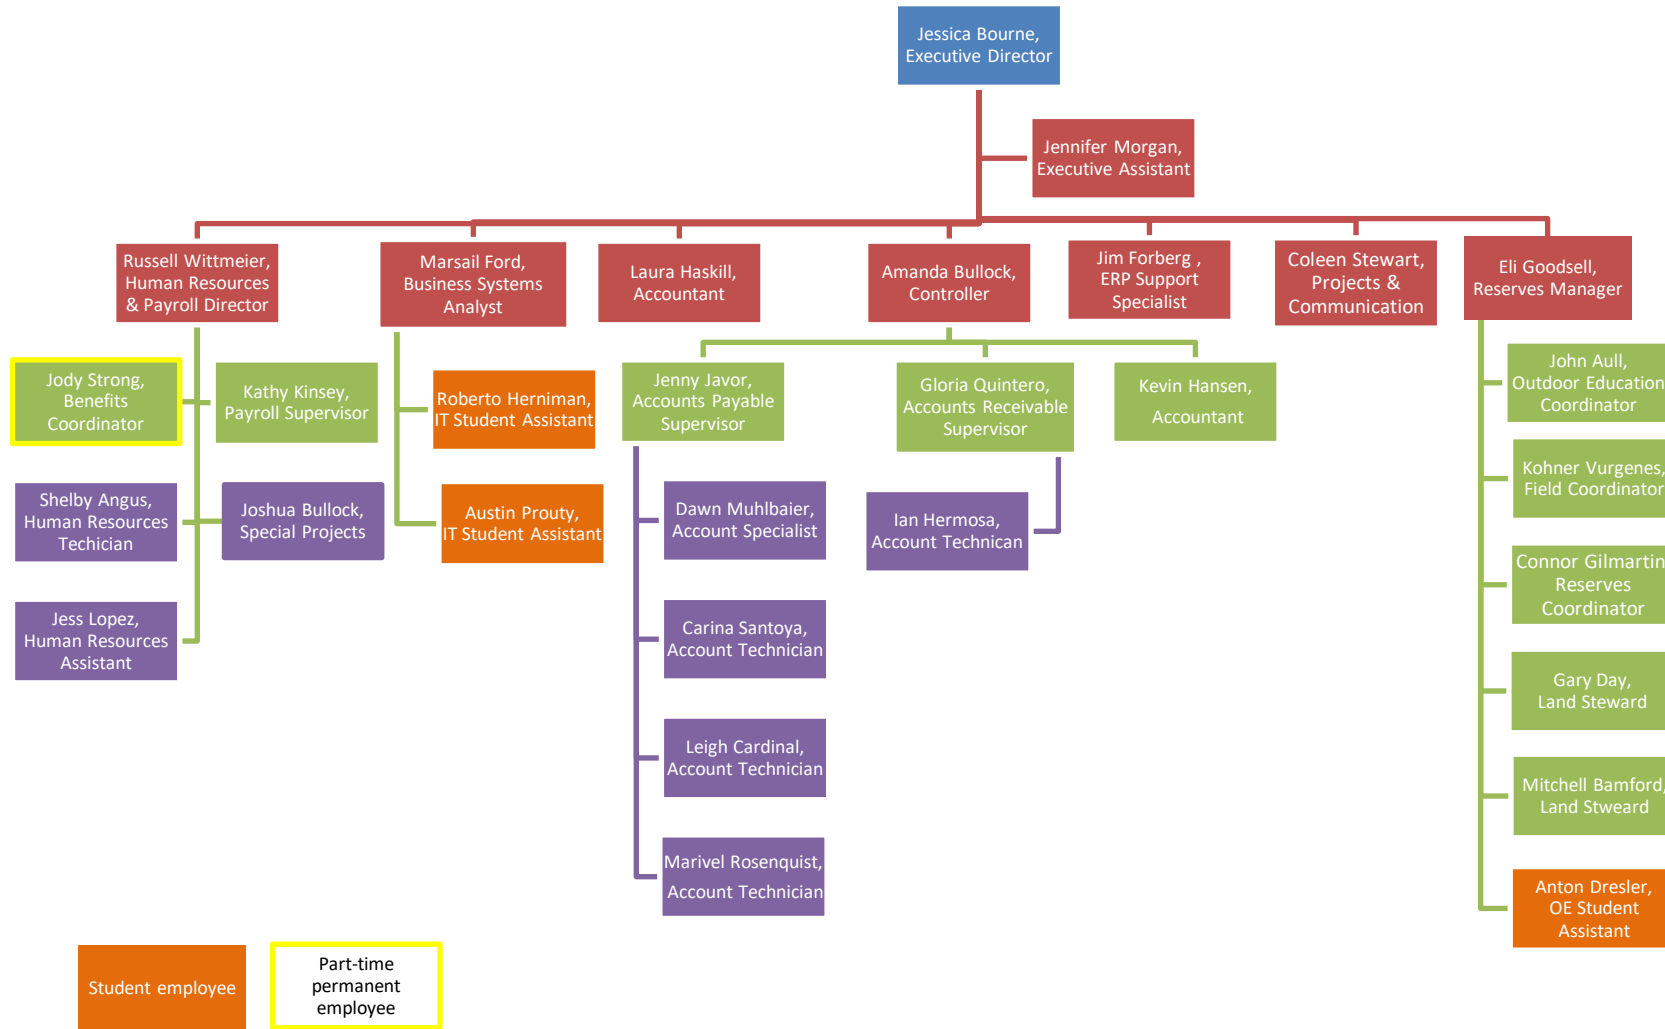 Jessica Bourne,
Executive Director
Jennifer Morgan,
Executive Assistant
Russell Wittmeier,
Human Resources
& Payroll Director
Marsail Ford,
Business Systems
Analyst
Laura Haskill,
Accountant
Amanda Bullock,
Controller
Jim Forberg ,
ERP Support
Specialist
Coleen Stewart,
Projects &
Communication
Eli Goodsell,
Reserves Manager
Jody Strong,
Benefits
Coordinator
Kathy Kinsey,
Payroll Supervisor
Shelby Angus,
Human Resources
Techician
Joshua Bullock,
Special Projects
Jess Lopez,
Human Resources
Assistant
Roberto Herniman,
IT Student Assistant
Austin Prouty,
IT Student Assistant
Jenny Javor,
Accounts Payable
Supervisor
Gloria Quintero,
Accounts Receivable
Supervisor
Kevin Hansen,
Accountant
Dawn Muhlbaier,
Account Specialist
Carina Santoya,
Account Technician
Leigh Cardinal,
Account Technician
Marivel Rosenquist,
Account Technician
Ian Hermosa,
Account Technican
John Aull,
Outdoor Education
Coordinator
Kohner Vurgenes,
Field Coordinator
Connor Gilmartin
Reserves
Coordinator
Gary Day,
Land Steward
Mitchell Bamford,
Land Stweard
Anton Dresler,
OE Student
Assistant
Student employee
Part-time
permanent
employee